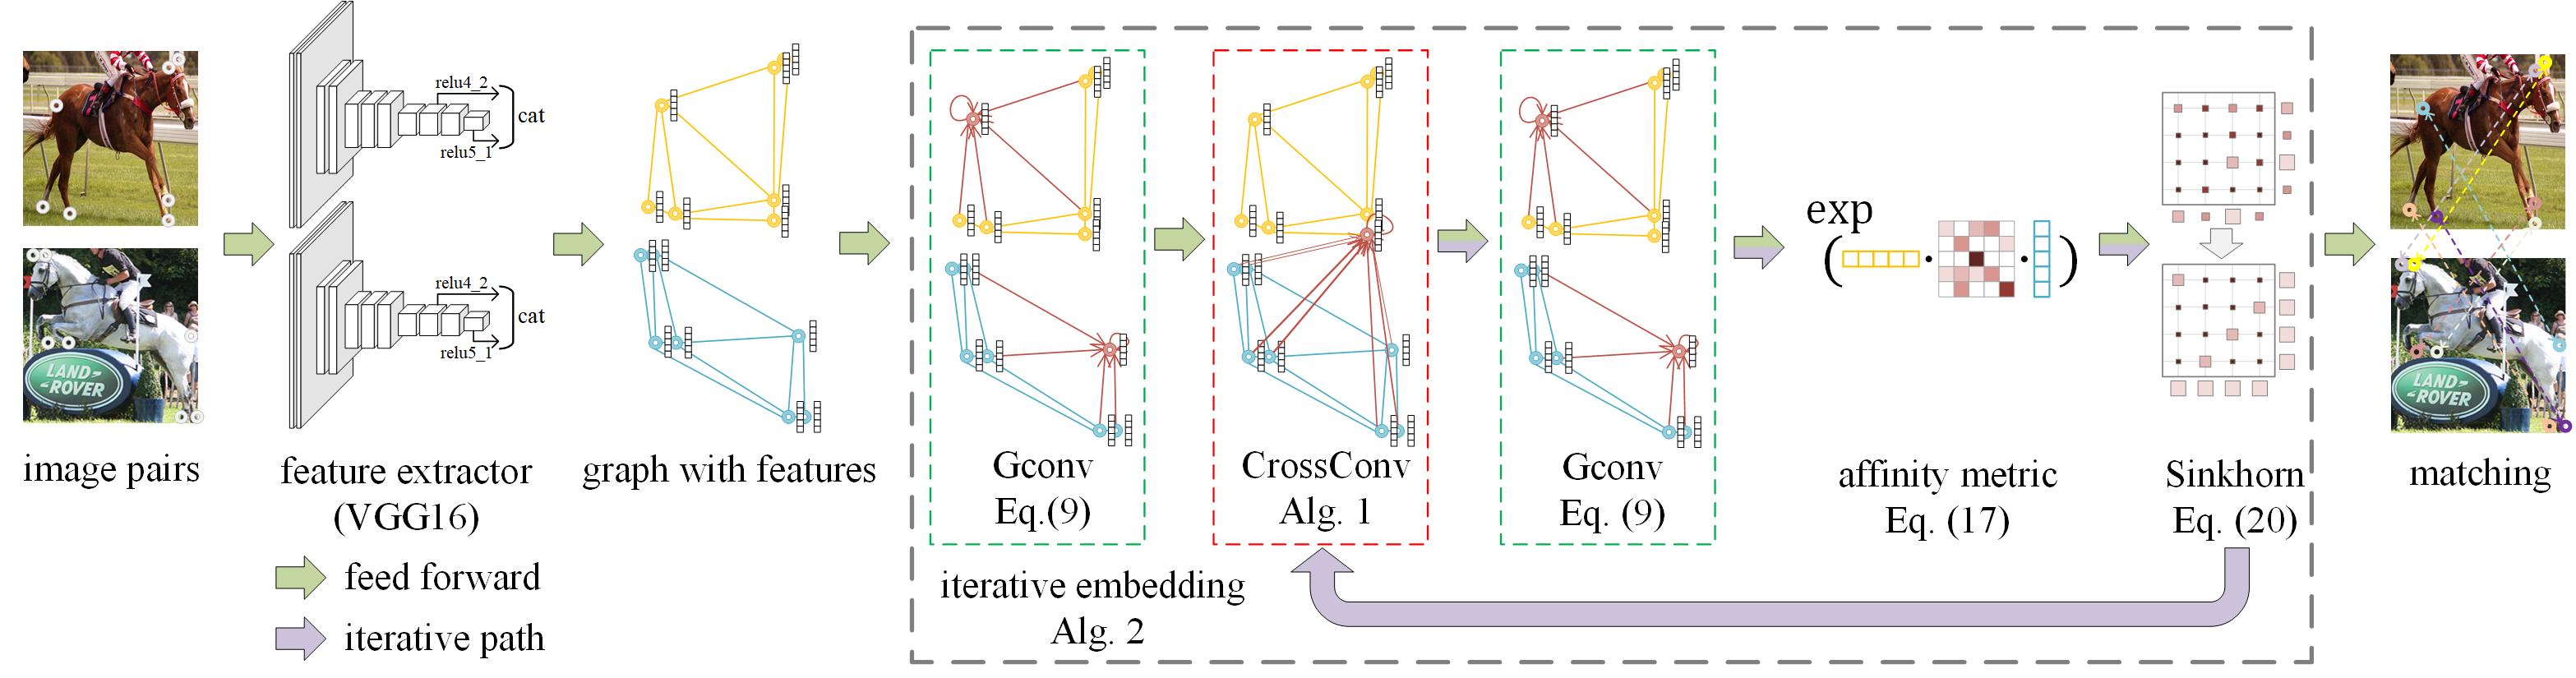 relu4_2
cat
relu5_1
relu4_2
cat
relu5_1
LAND-
ROVER
exp
(
·
·
)
LAND-
ROVER
image pairs
feature extractor
(VGG16)
graph with features
Gconv
Eq.(9)
CrossConv
Alg. 1
Gconv
Eq. (9)
affinity metric
Eq. (17)
Sinkhorn
Eq. (20)
matching
feed forward
iterative path
iterative embedding
Alg. 2